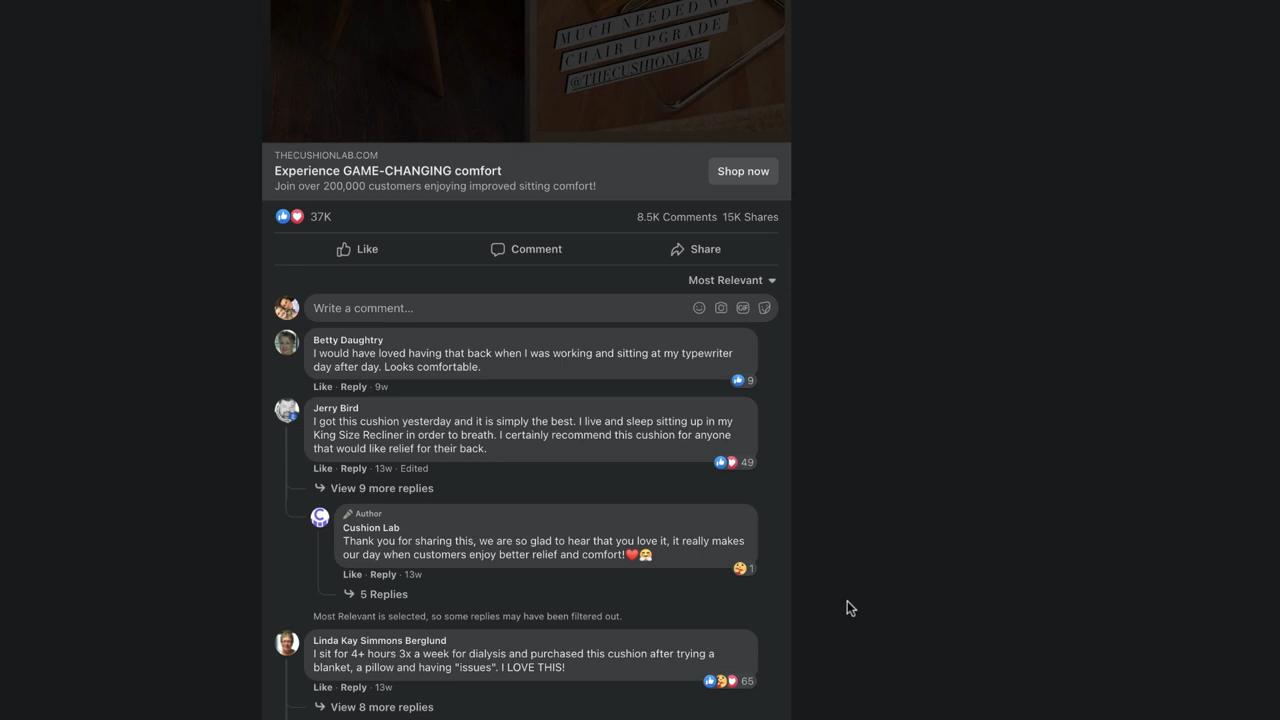 MUCH NEEDED W
CHAIR UPGRADE
@THECUSHIONLAB
THECUSHIONLAB.COM
Experience GAME-CHANGING comfort
Join over 200,000 customers enjoying improved sitting comfort!
Shop now
37K
8.5K Comments 15K Shares
Like
Comment
Share
Most Relevant
Write a comment...
GIF
Betty Daughtry
I would have loved having that back when I was working and sitting at my typewriter
day after day. Looks comfortable.
9
Like · Reply · 9w
Jerry Bird
I got this cushion yesterday and it is simply the best. I live and sleep sitting up in my
King Size Recliner in order to breath. I certainly recommend this cushion for anyone
that would like relief for their back.
49
Like · Reply · 13w · Edited
View 9 more replies
Author
Cushion Lab
Thank you for sharing this, we are so glad to hear that you love it, it really makes
our day when customers enjoy better relief and comfort!❤️🤗
1
Like · Reply · 13w
5 Replies
Most Relevant is selected, so some replies may have been filtered out.
Linda Kay Simmons Berglund
I sit for 4+ hours 3x a week for dialysis and purchased this cushion after trying a
blanket, a pillow and having "issues". I LOVE THIS!
65
Like · Reply · 13w
View 8 more replies